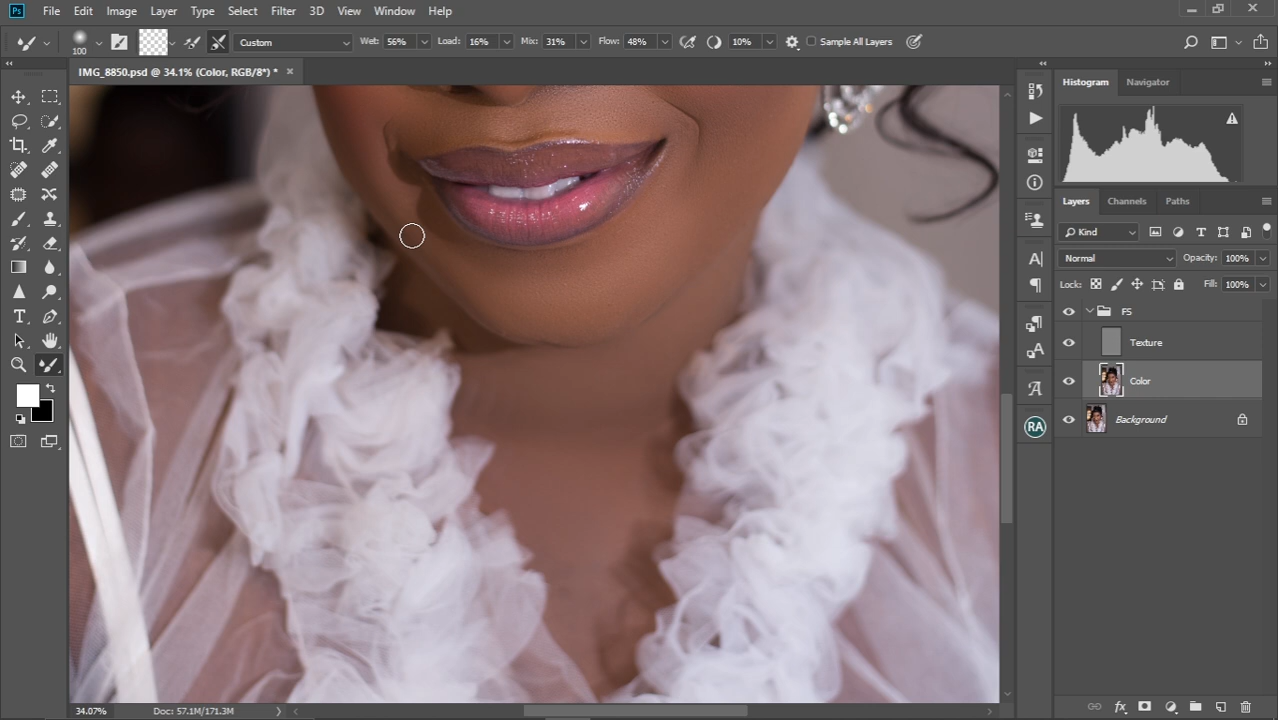 Ps File Edit Image Layer Type Select Filter 3D View Window Help
100 Custom Wet: 56% Load: 16% Mix: 31% Flow: 48% 10% Sample All Layers
IMG_8850.psd @ 34.1% (Color, RGB/8*) * ×
Histogram Navigator
Layers Channels Paths
Kind
Normal Opacity: 100%
Lock: Fill: 100%
FS
Texture
Color
Background
RA
34.07% Doc: 57.1M/171.3M